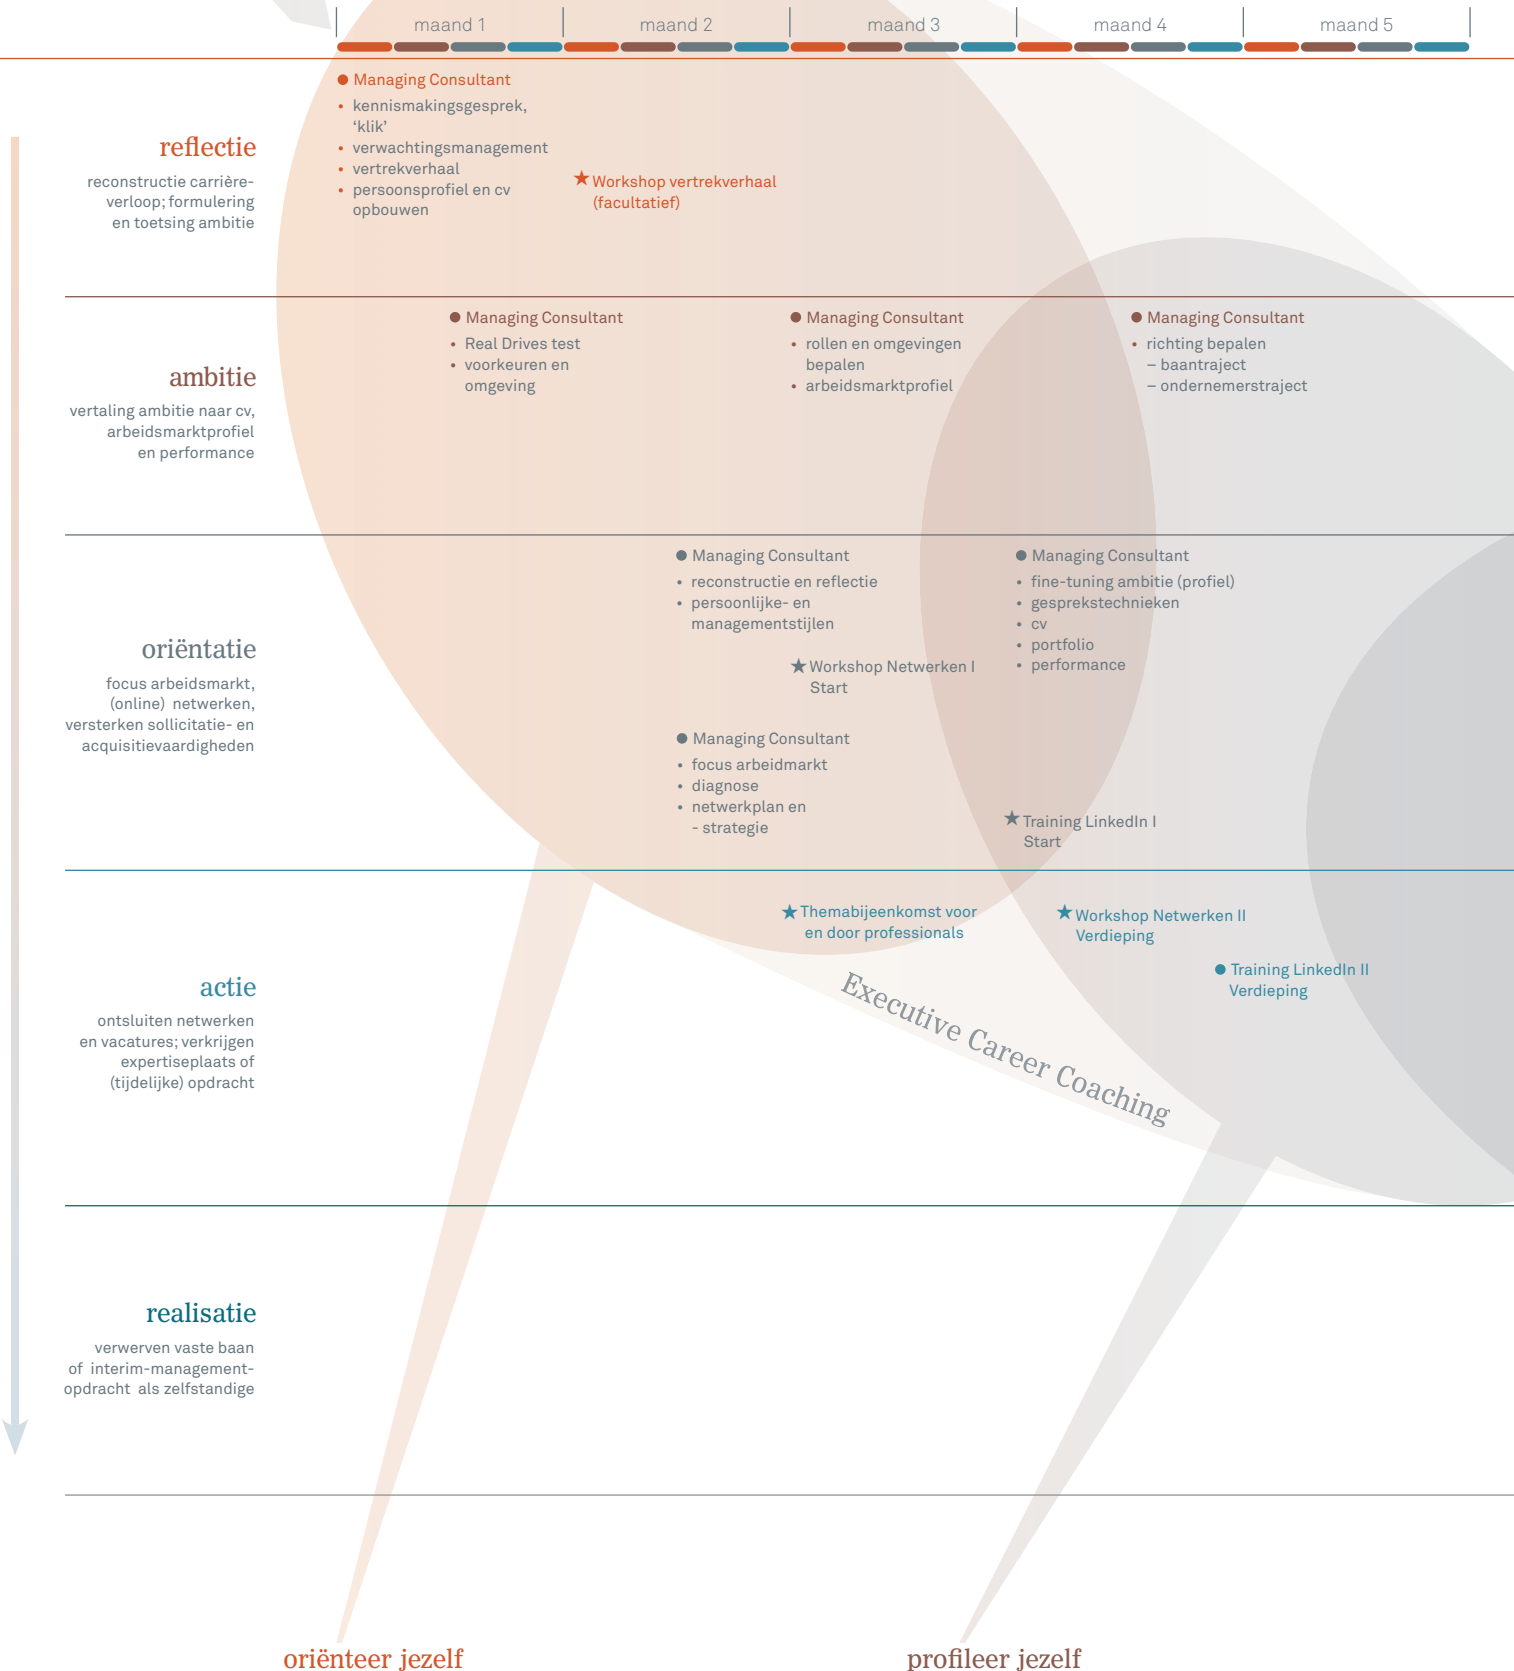 maand 1
maand 2
maand 3
maand 4
maand 5
reflectie
reconstructie carrière-
verloop; formulering
en toetsing ambitie
● Managing Consultant
• kennismakingsgesprek,
‘klik’
• verwachtingsmanagement
• vertrekverhaal
• persoonsprofiel en cv
opbouwen
★ Workshop vertrekverhaal
(facultatief)
ambitie
vertaling ambitie naar cv,
arbeidsmarktprofiel
en performance
● Managing Consultant
• Real Drives test
• voorkeuren en
omgeving
● Managing Consultant
• rollen en omgevingen
bepalen
• arbeidsmarktprofiel
● Managing Consultant
• richting bepalen
– baantraject
– ondernemerstraject
oriëntatie
focus arbeidsmarkt,
(online) netwerken,
versterken sollicitatie- en
acquisitievaardigheden
● Managing Consultant
• reconstructie en reflectie
• persoonlijke- en
managementstijlen
★ Workshop Netwerken I
Start
● Managing Consultant
• focus arbeidmarkt
• diagnose
• netwerkplan en
- strategie
● Managing Consultant
• fine-tuning ambitie (profiel)
• gesprekstechnieken
• cv
• portfolio
• performance
★ Training LinkedIn I
Start
actie
ontsluiten netwerken
en vacatures; verkrijgen
expertiseplaats of
(tijdelijke) opdracht
★ Themabijeenkomst voor
en door professionals
★ Workshop Netwerken II
Verdieping
● Training LinkedIn II
Verdieping
Executive Career Coaching
realisatie
verwerven vaste baan
of interim-management-
opdracht als zelfstandige
oriënteer jezelf
profileer jezelf